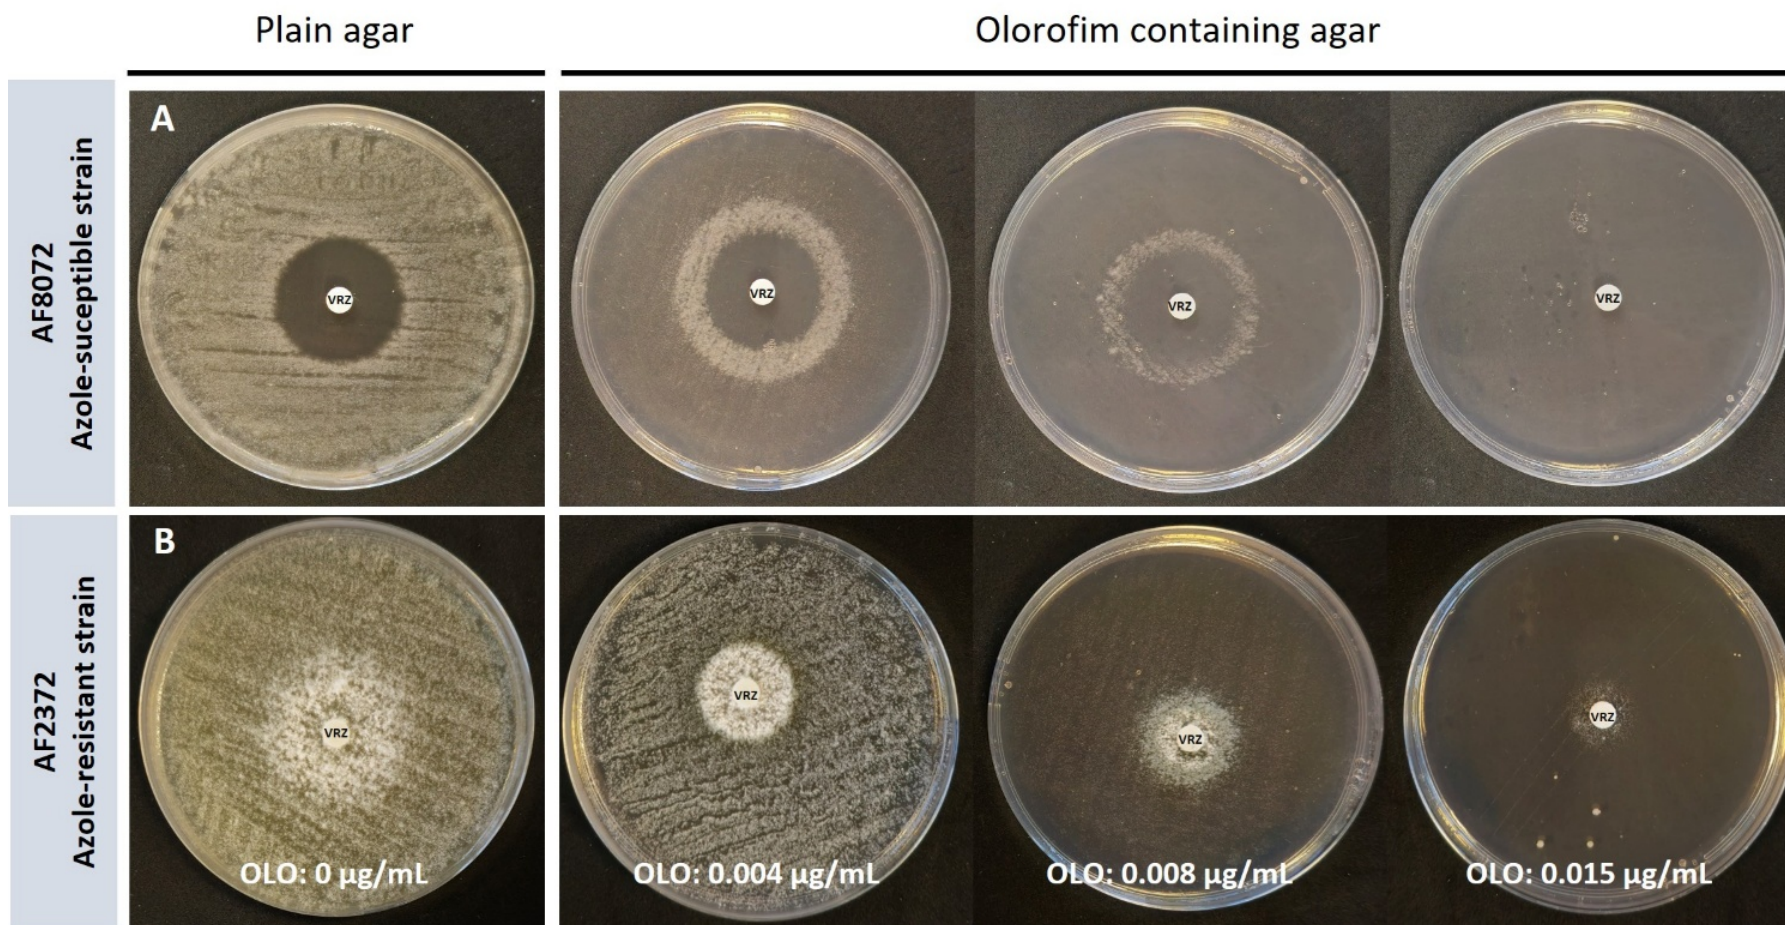 Plain agar
Olorofim containing agar
AF8072
Azole-suceptible strain
A
VRZ
VRZ
VRZ
VRZ
AF2372
Azole-resistant strain
B
VRZ
VRZ
VRZ
VRZ
OLO: 0 µg/mL
OLO: 0.004 µg/mL
OLO: 0.008 µg/mL
OLO: 0.015 µg/mL